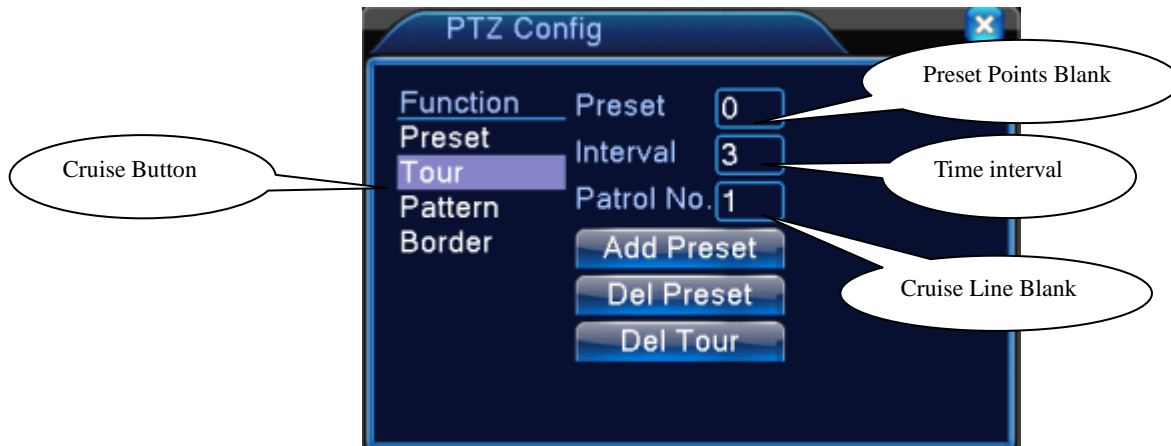 PTZ Config
Preset Points Blank
Function
Preset
Tour
Pattern
Border
Preset 0
Interval 3
Patrol No. 1
Add Preset
Del Preset
Del Tour
Cruise Button
Time interval
Cruise Line Blank